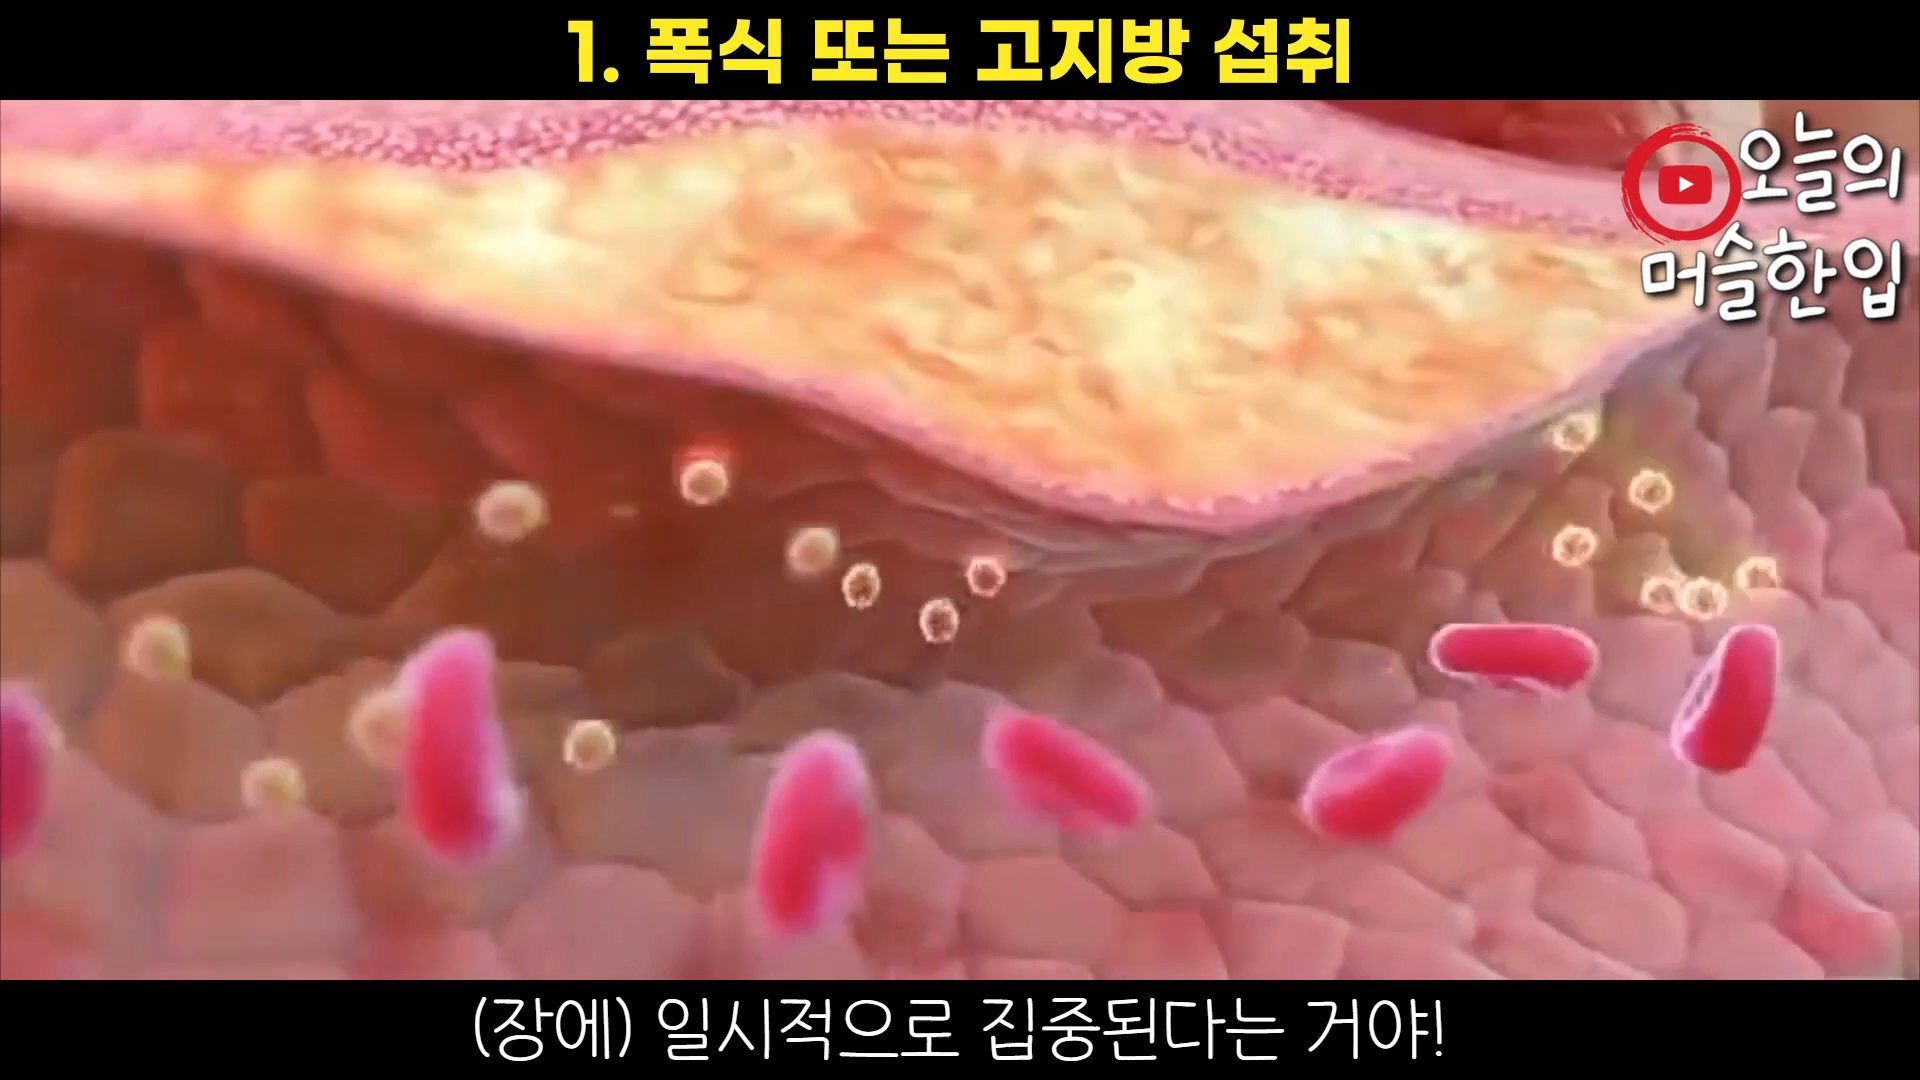 1. 폭식 또는 고지방 섭취
오늘의
머슬한입
(장에) 일시적으로 집중된다는 거야!